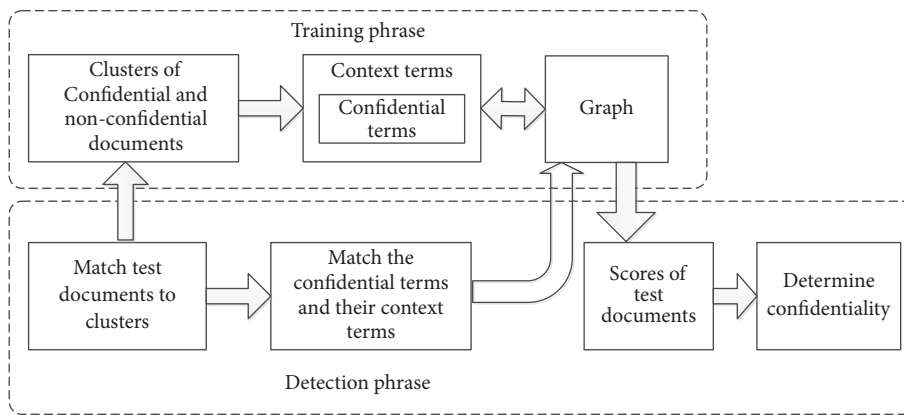 Training phrase
Clusters of
Confidential and
non-confidential
documents
Context terms
Confidential
terms
Graph
Match test
documents to
clusters
Match the
confidential terms
and their context
terms
Scores of
test
documents
Determine
confidentiality
Detection phrase